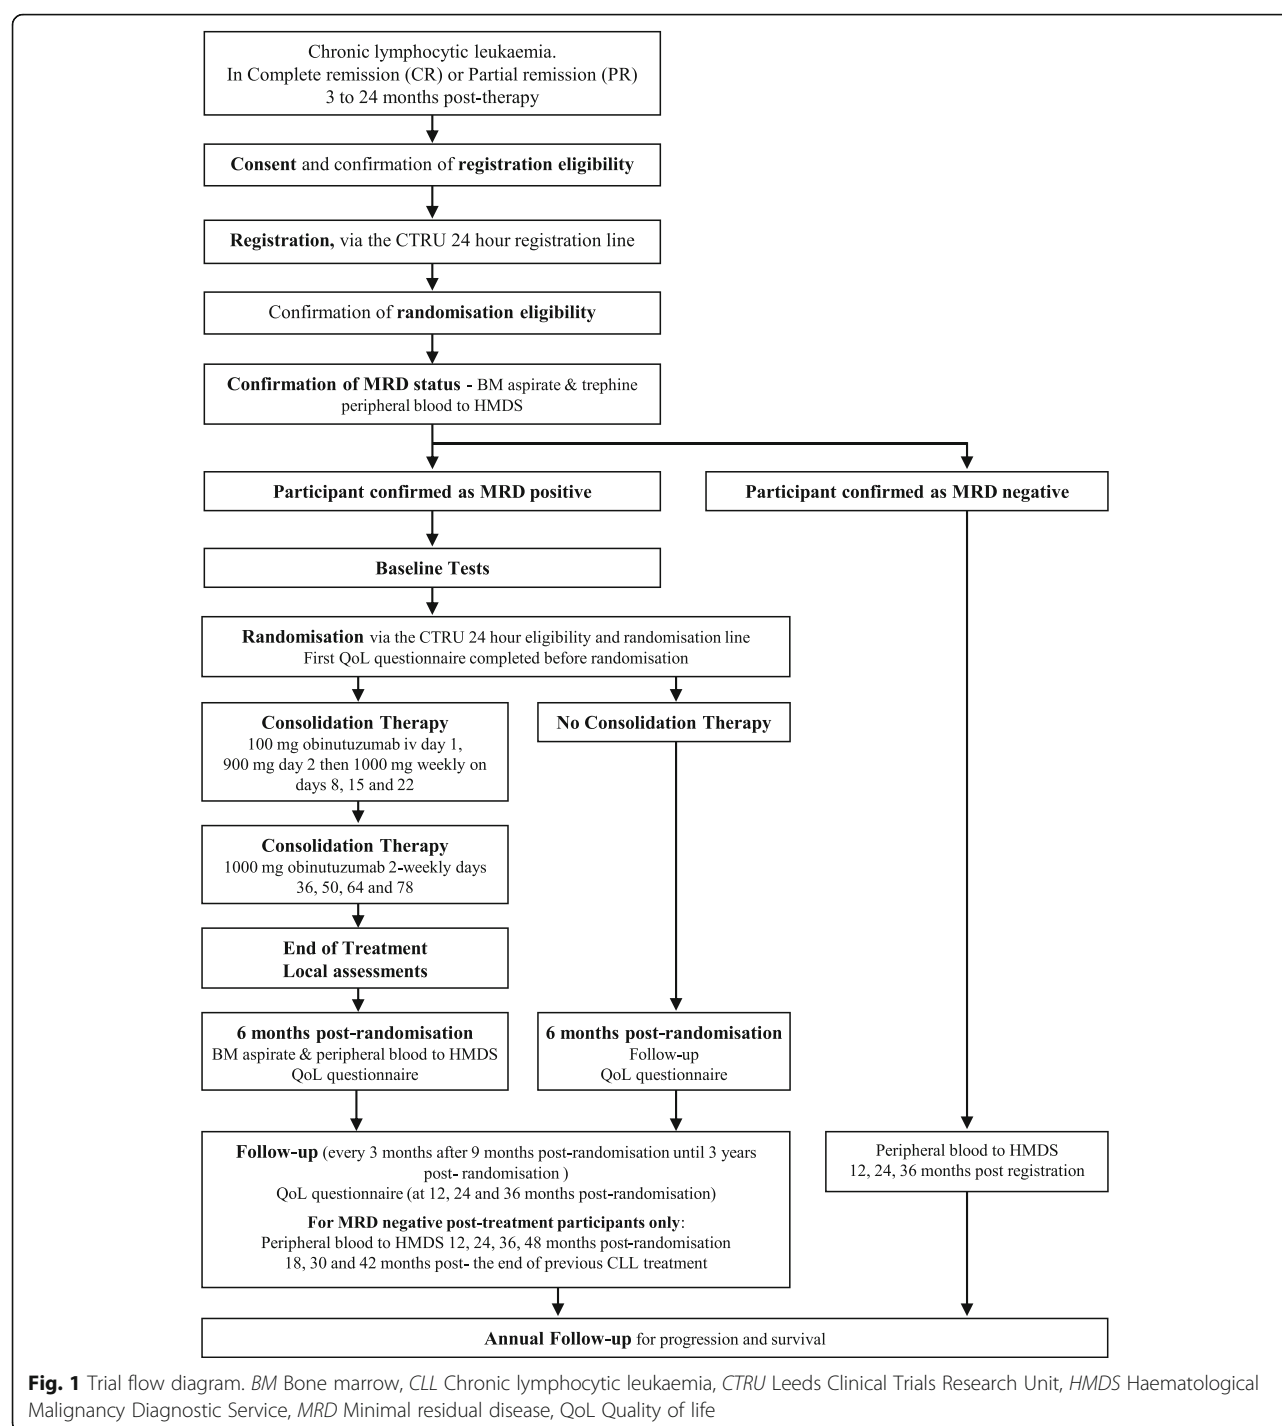 Chronic lymphocytic leukaemia.
In Complete remission (CR) or Partial remission (PR)
3 to 24 months post-therapy
Consent and confirmation of registration eligibility
Registration, via the CTRU 24 hour registration line
Confirmation of randomisation eligibility
Confirmation of MRD status - BM aspirate & trephine
peripheral blood to HMDS
Participant confirmed as MRD positive
Participant confirmed as MRD negative
Baseline Tests
Randomisation via the CTRU 24 hour eligibility and randomisation line
First QoL questionnaire completed before randomisation
Consolidation Therapy
100 mg obinutuzumab iv day 1,
900 mg day 2 then 1000 mg weekly on
days 8, 15 and 22
No Consolidation Therapy
Consolidation Therapy
1000 mg obinutuzumab 2-weekly days
36, 50, 64 and 78
End of Treatment
Local assessments
6 months post-randomisation
BM aspirate & peripheral blood to HMDS
QoL questionnaire
6 months post-randomisation
Follow-up
QoL questionnaire
Follow-up (every 3 months after 9 months post-randomisation until 3 years
post- randomisation )
QoL questionnaire (at 12, 24 and 36 months post-randomisation)
For MRD negative post-treatment participants only:
Peripheral blood to HMDS 12, 24, 36, 48 months post-randomisation
18, 30 and 42 months post- the end of previous CLL treatment
Peripheral blood to HMDS
12, 24, 36 months post registration
Annual Follow-up for progression and survival
Fig. 1 Trial flow diagram. BM Bone marrow, CLL Chronic lymphocytic leukaemia, CTRU Leeds Clinical Trials Research Unit, HMDS Haematological
Malignancy Diagnostic Service, MRD Minimal residual disease, QoL Quality of life